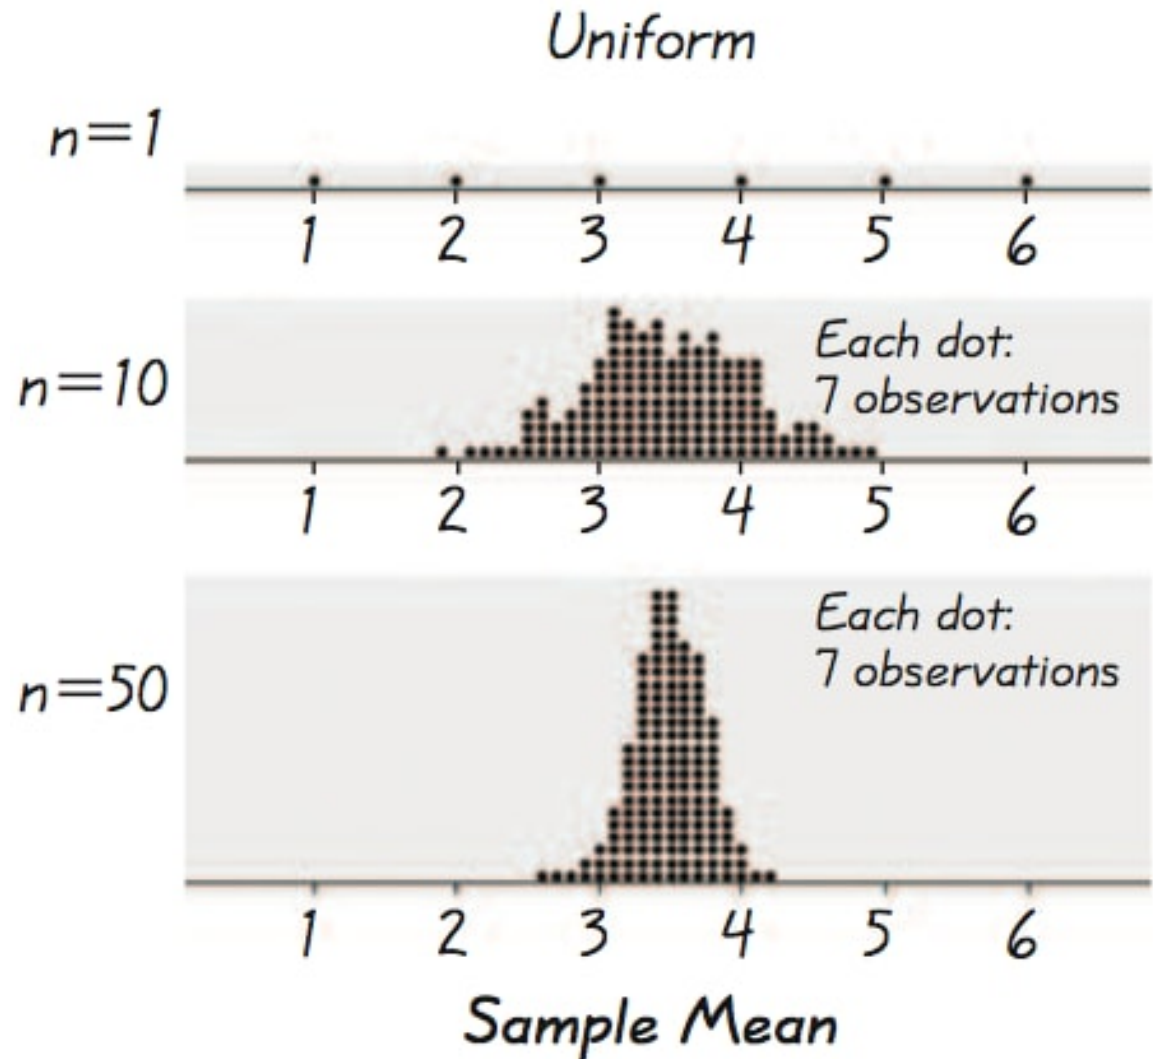 Uniform
n=1
1 2 3 4 5 6
Each dot:
7 observations
n=10
1 2 3 4 5 6
Each dot:
7 observations
n=50
1 2 3 4 5 6
Sample Mean